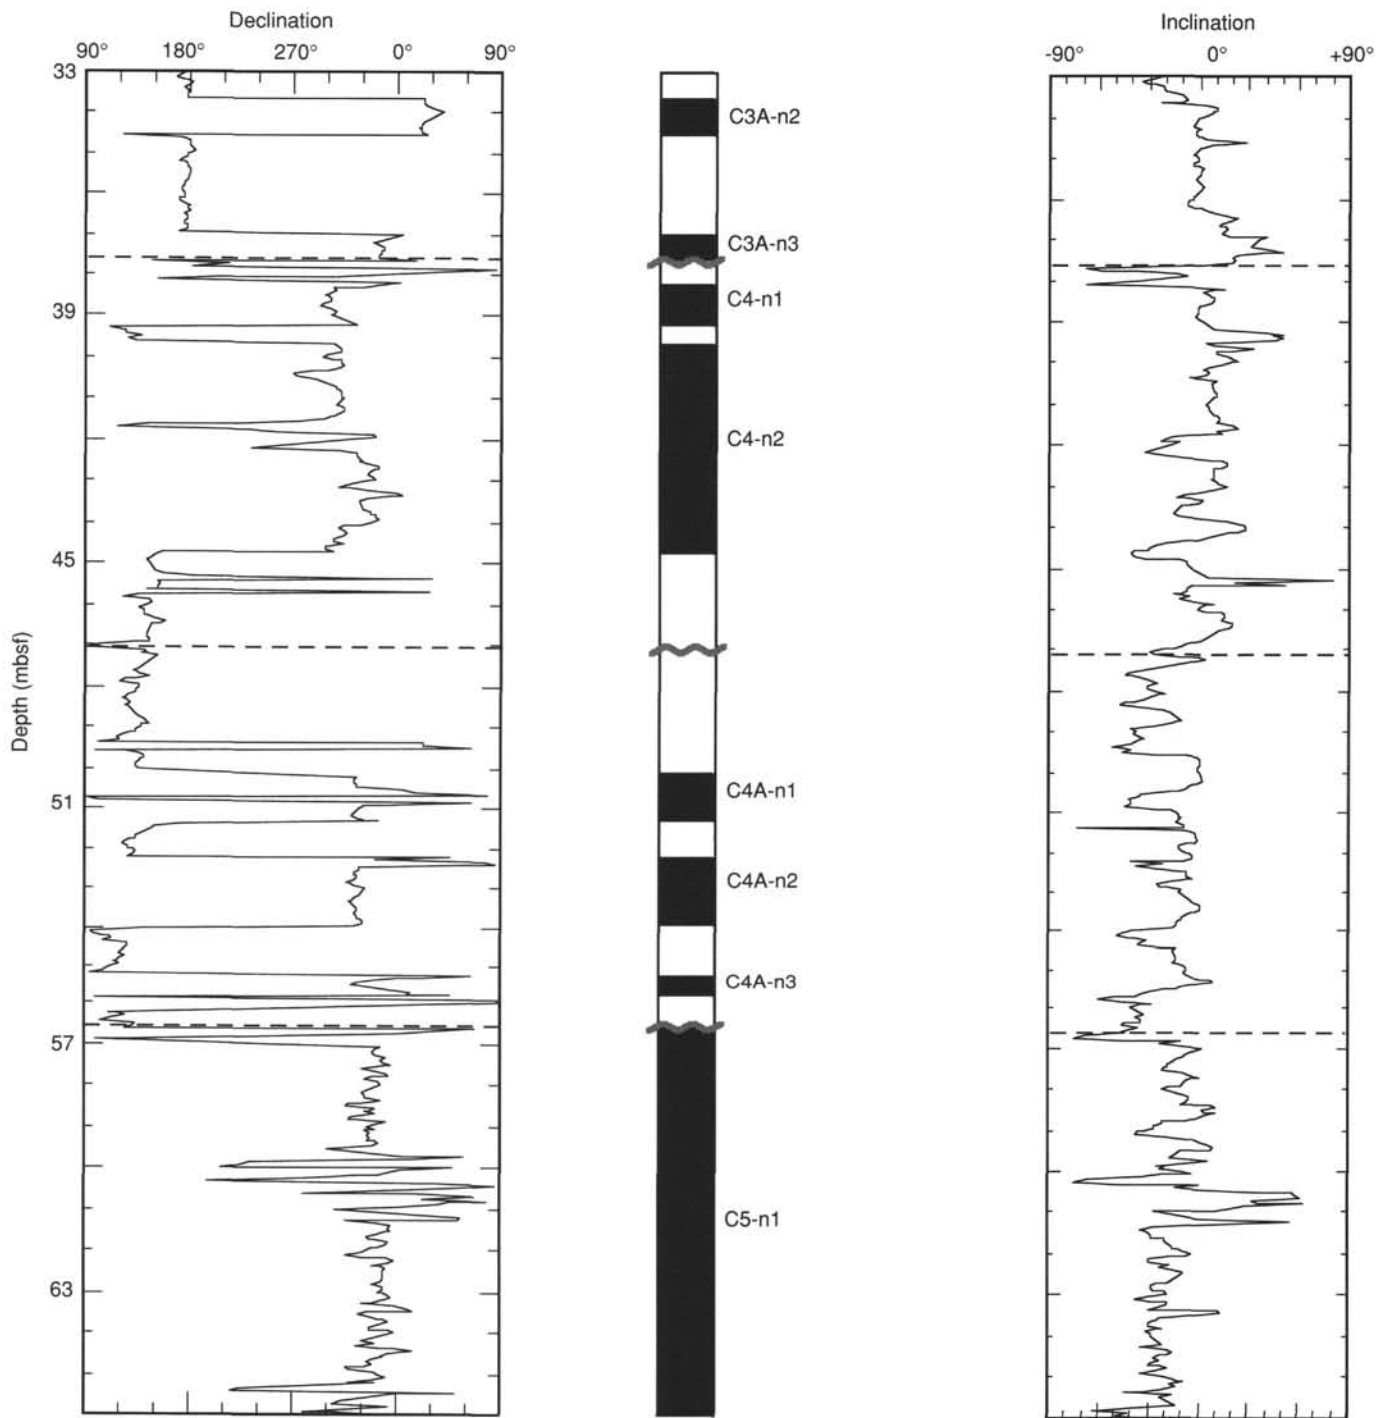 Declination
90° 180° 270° 0° 90°
Inclination
-90° 0° +90°
33
39
45
51
57
63
Depth (mbsf)
C3A-n2
C3A-n3
C4-n1
C4-n2
C4A-n1
C4A-n2
C4A-n3
C5-n1